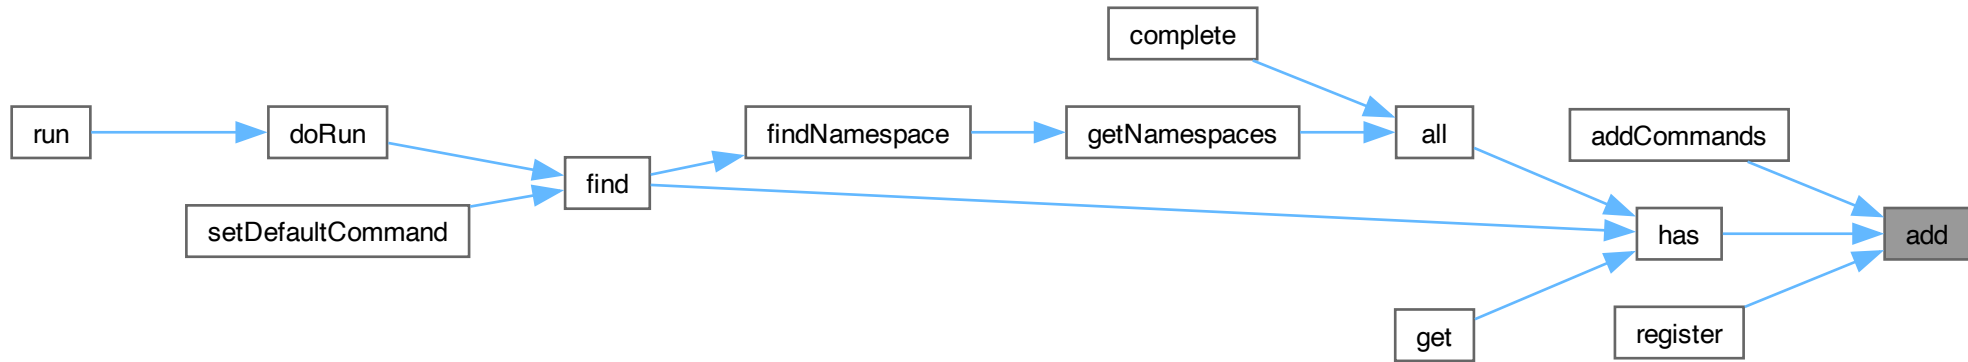 complete
run
doRun
findNamespace
getNamespaces
all
addCommands
find
setDefaultCommand
has
add
get
register